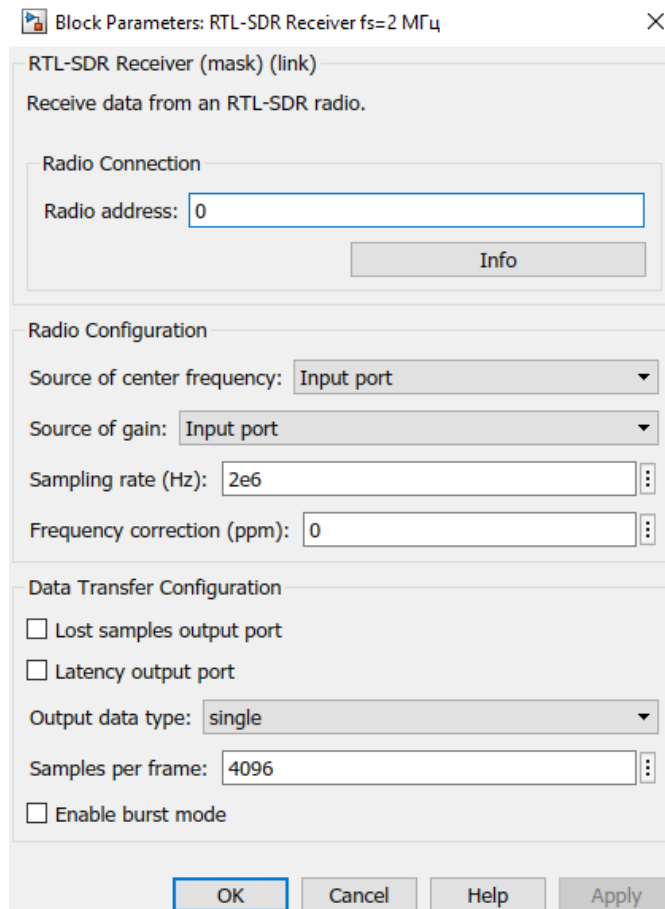 Block Parameters: RTL-SDR Receiver fs=2 МГц
RTL-SDR Receiver (mask) (link)
Receive data from an RTL-SDR radio.
Radio Connection
Radio address: 0
Info
Radio Configuration
Source of center frequency: Input port
Source of gain: Input port
Sampling rate (Hz): 2e6
Frequency correction (ppm): 0
Data Transfer Configuration
Lost samples output port
Latency output port
Output data type: single
Samples per frame: 4096
Enable burst mode
OK Cancel Help Apply